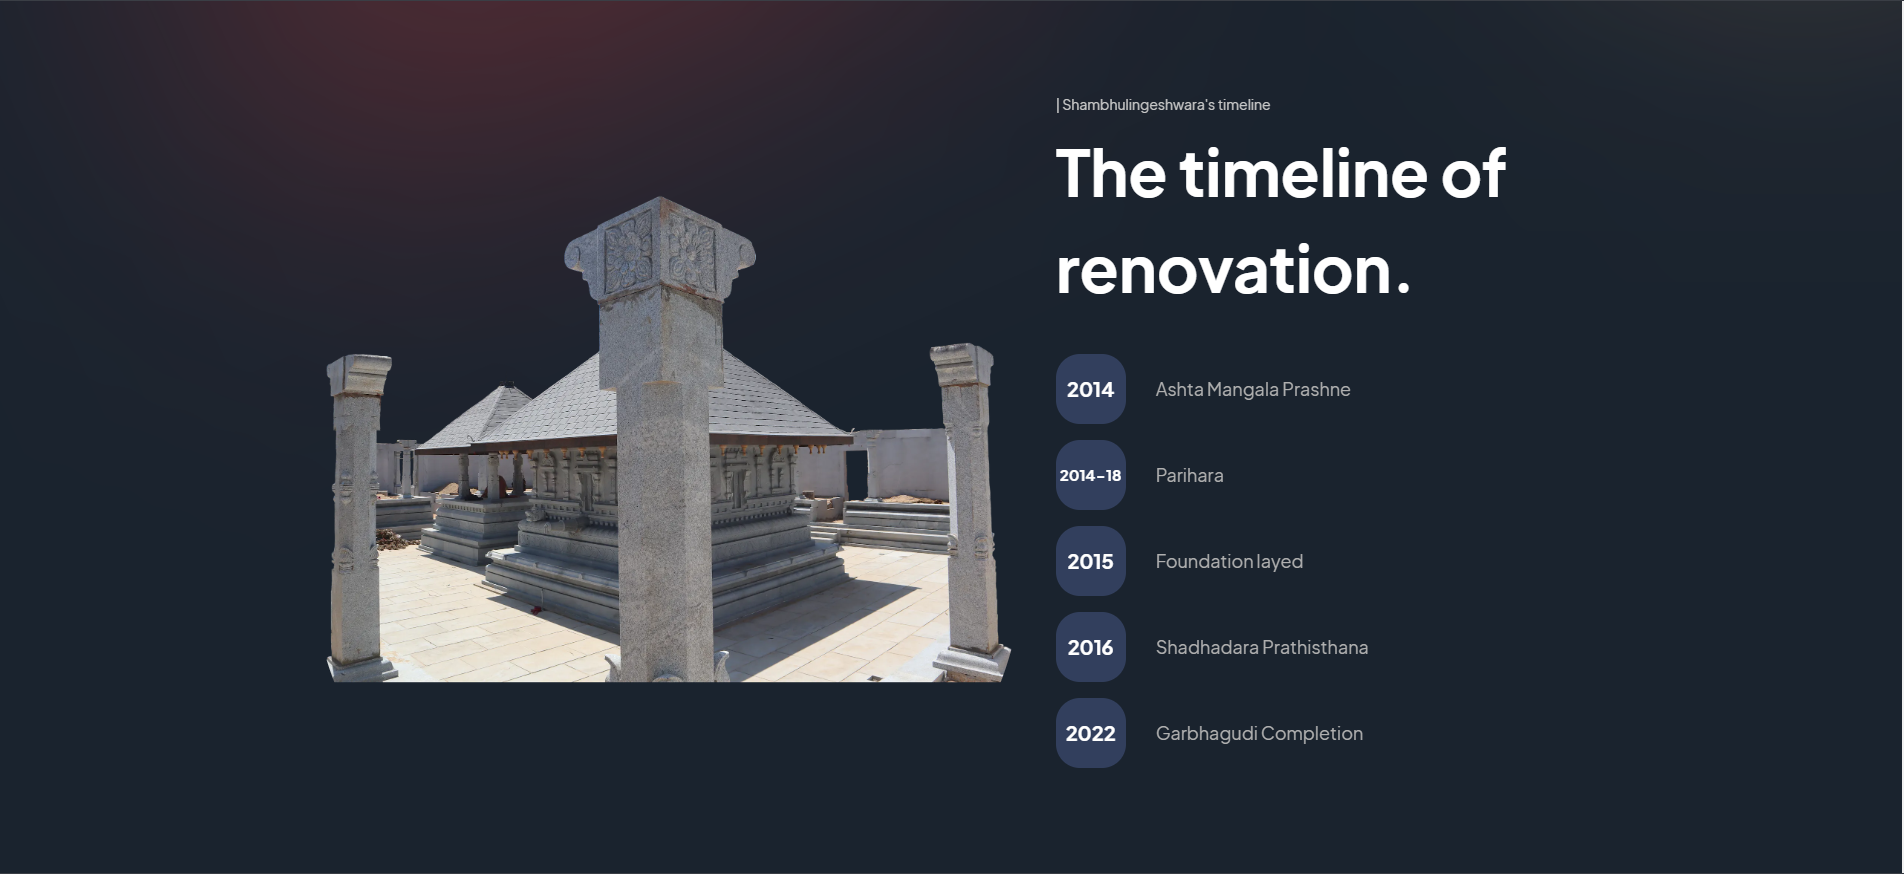 | Shambhulingeshwara's timeline
The timeline of
renovation.
2014 Ashta Mangala Prashne
2014-18 Parihara
2015 Foundation layed
2016 Shadhadara Prathisthana
2022 Garbhagudi Completion